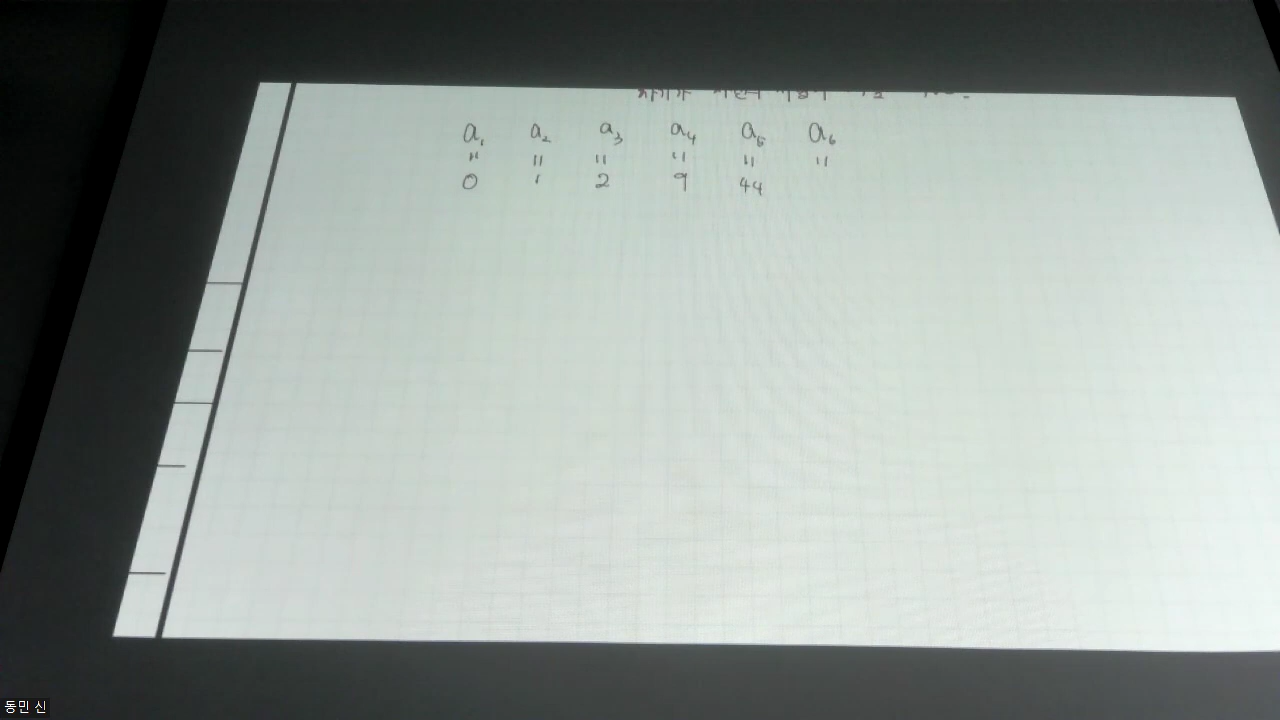 a₁ a₂ a₃ a₄ a₅ a₆
" " " " " "
0 1 2 9 44
동민 신